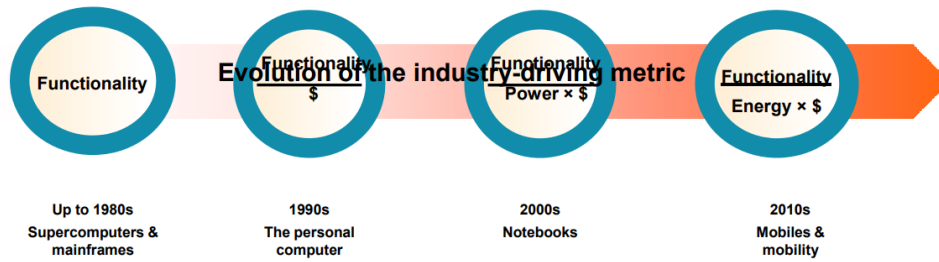 Evolution of the industry-driving metric
Functionality
Functionality
$
Functionality
Power × $
Functionality
Energy × $
Up to 1980s
Supercomputers &
mainframes
1990s
The personal
computer
2000s
Notebooks
2010s
Mobiles &
mobility